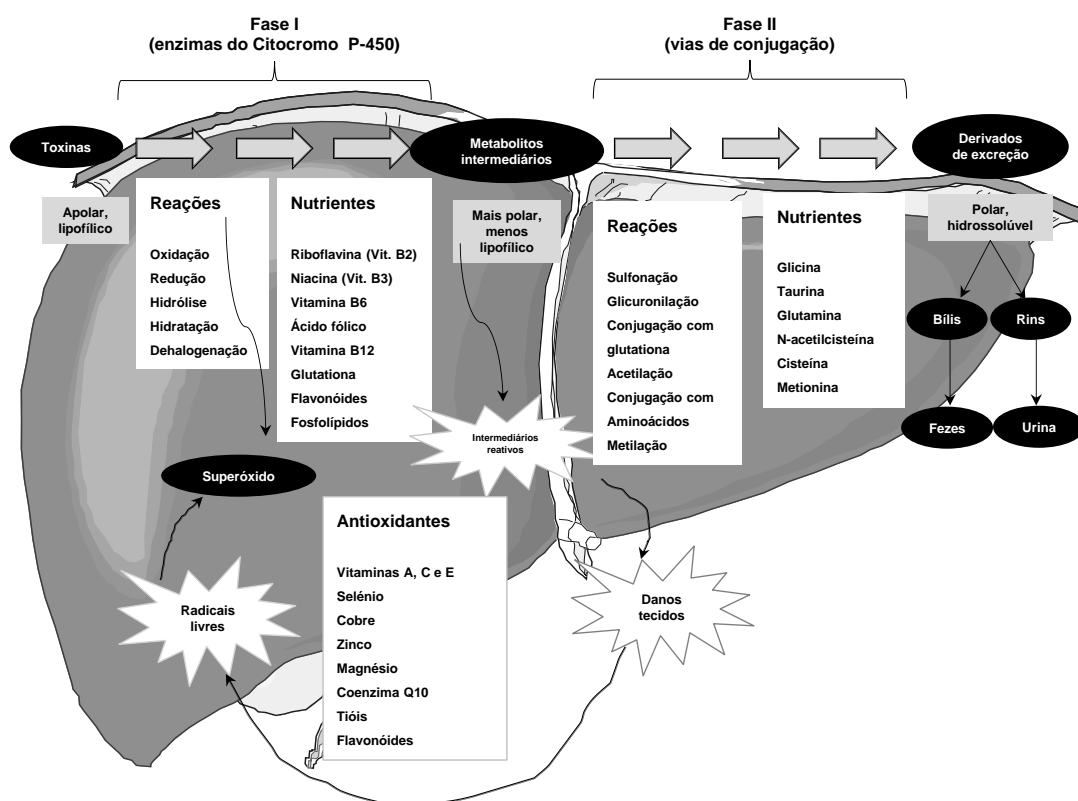 Fase I
(enzimas do Citocromo P-450)
Fase II
(vias de conjugação)
Toxinas
Metabolitos
intermediários
Derivados
de excreção
Apolar,
lipofílico
Reações
Oxidação
Redução
Hidrólise
Hidratação
Dehalogenação
Nutrientes
Riboflavina (Vit. B2)
Niacina (Vit. B3)
Vitamina B6
Ácido fólico
Vitamina B12
Glutationa
Flavonóides
Fosfolípidos
Mais polar,
menos
lipofílico
Reações
Sulfonação
Glicuronilação
Conjugação com
glutationa
Acetilação
Conjugação com
Aminoácidos
Metilação
Nutrientes
Glicina
Taurina
Glutamina
N-acetilcisteína
Cisteína
Metionina
Polar,
hidrossolúvel
Bílis
Rins
Fezes
Urina
Intermediários
reativos
Superóxido
Antioxidantes
Vitaminas A, C e E
Selénio
Cobre
Zinco
Magnésio
Coenzima Q10
Tióis
Flavonóides
Radicais
livres
Danos
tecidos